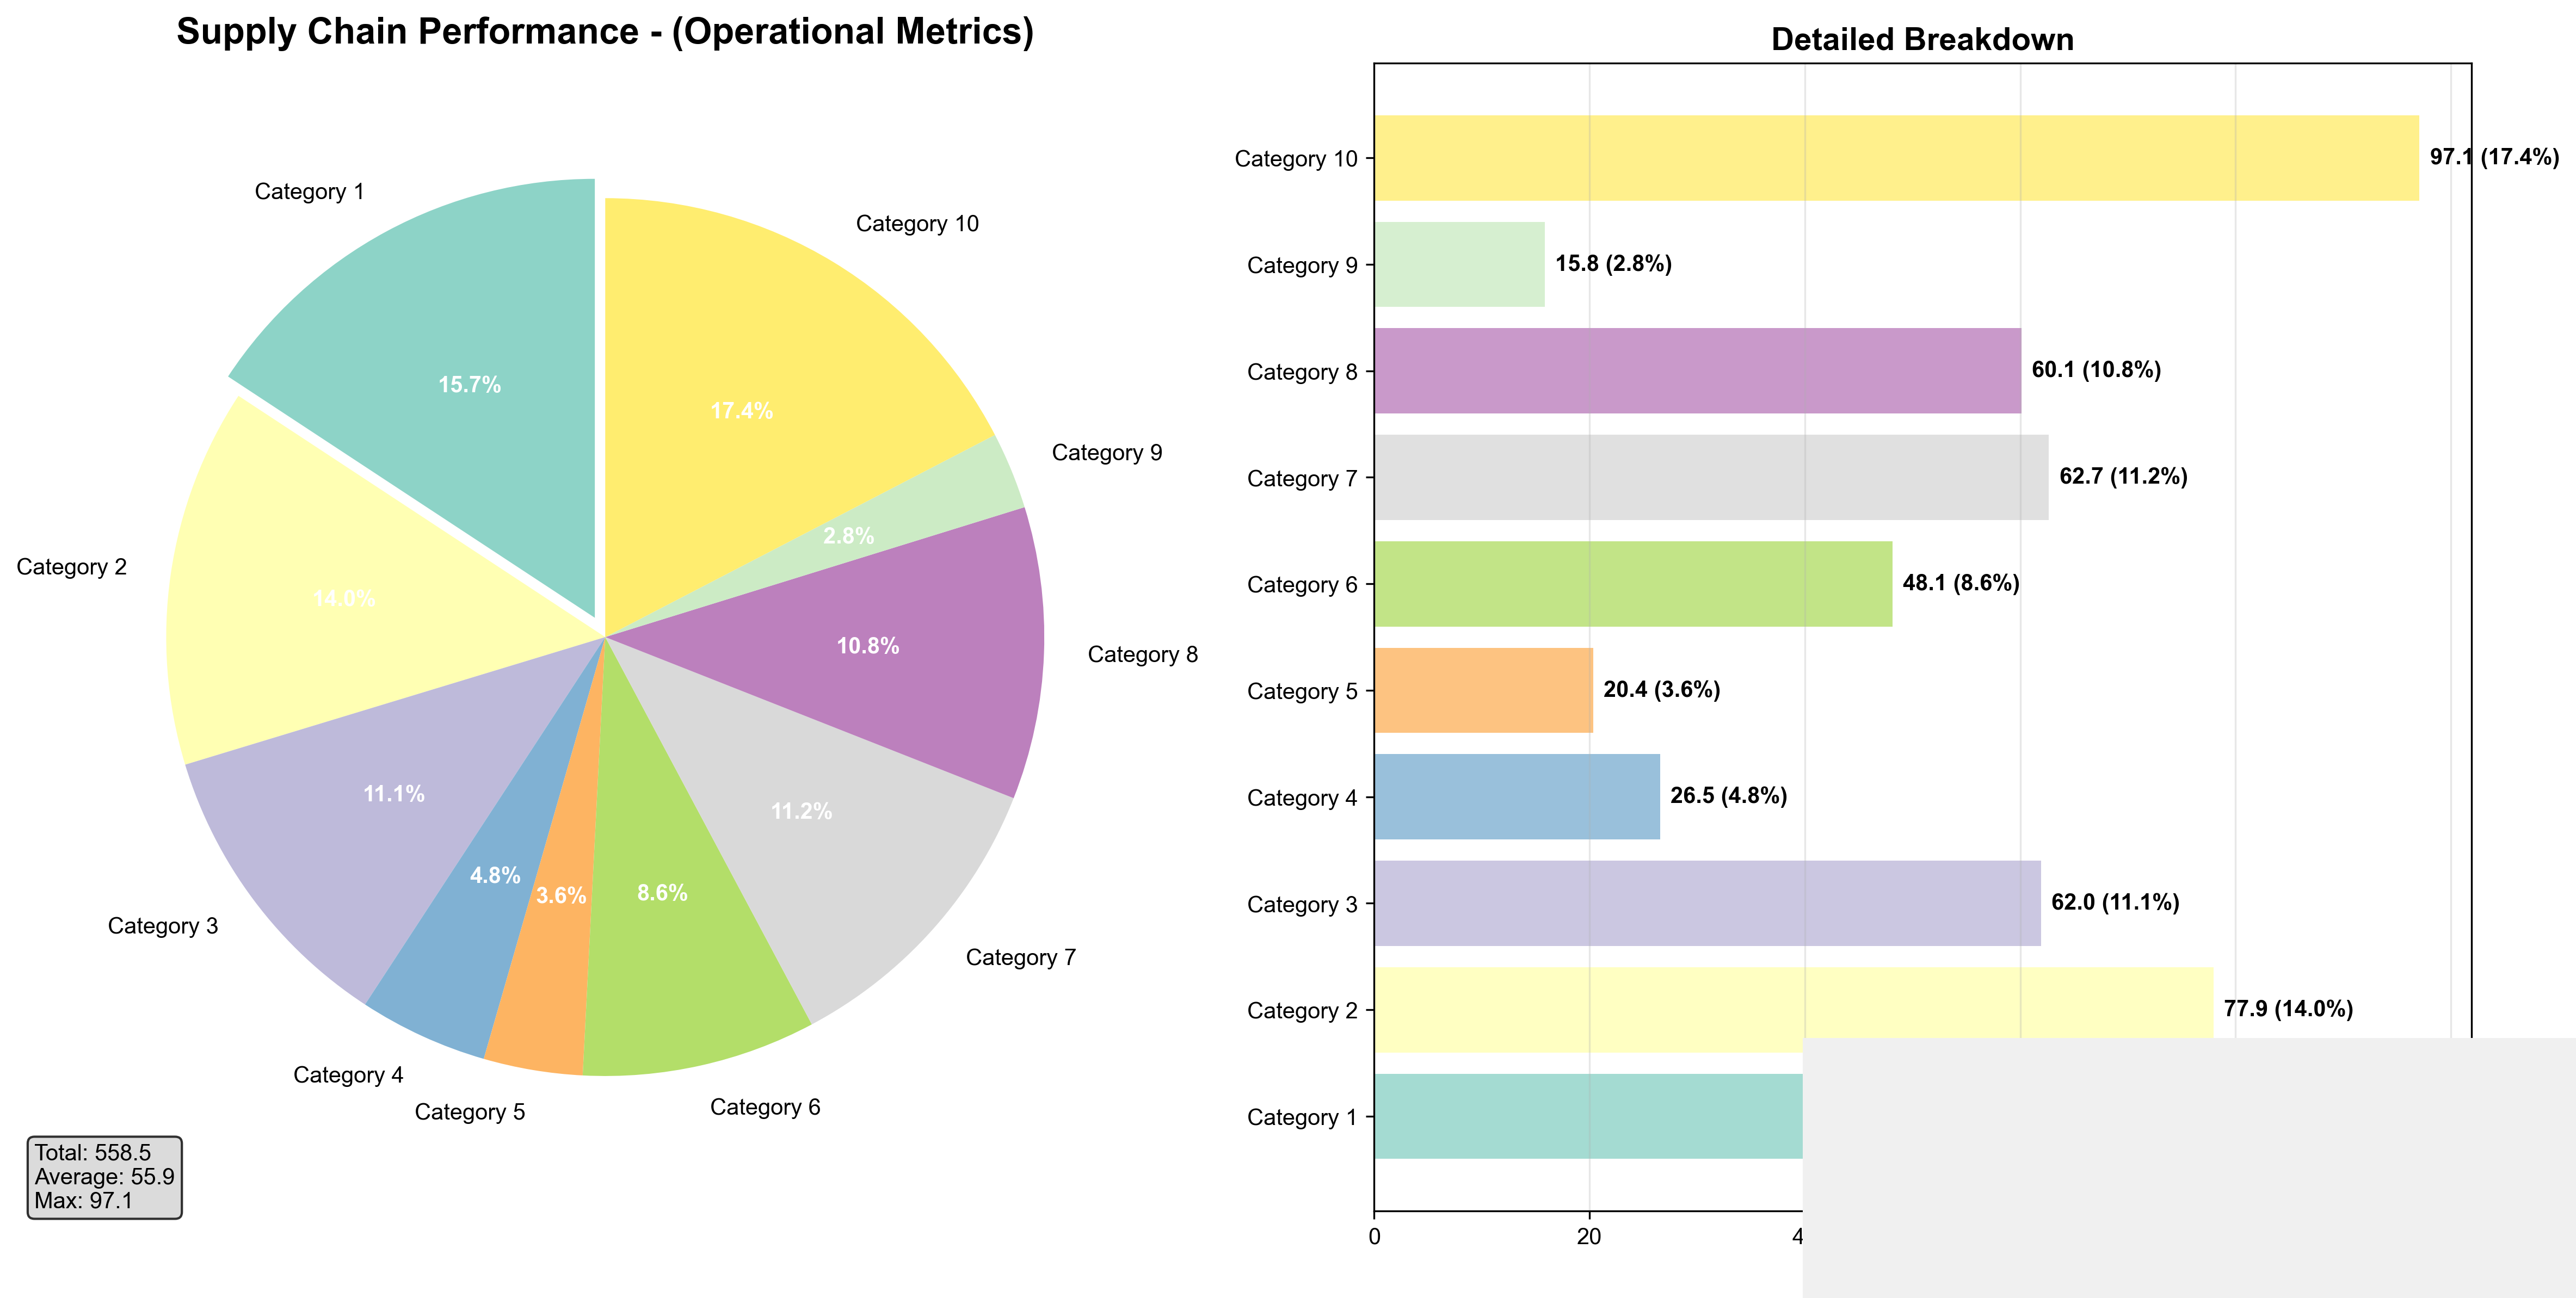 Supply Chain Performance - (Operational Metrics)
Category 1
Category 10
Category 9
Category 2
Category 8
Category 3
Category 7
Category 4
Category 5
Category 6
15.7%
17.4%
2.8%
14.0%
10.8%
11.1%
11.2%
4.8%
3.6%
8.6%
Total: 558.5
Average: 55.9
Max: 97.1
Detailed Breakdown
Category 10
97.1 (17.4%)
Category 9
15.8 (2.8%)
Category 8
60.1 (10.8%)
Category 7
62.7 (11.2%)
Category 6
48.1 (8.6%)
Category 5
20.4 (3.6%)
Category 4
26.5 (4.8%)
Category 3
62.0 (11.1%)
Category 2
77.9 (14.0%)
Category 1
0
20